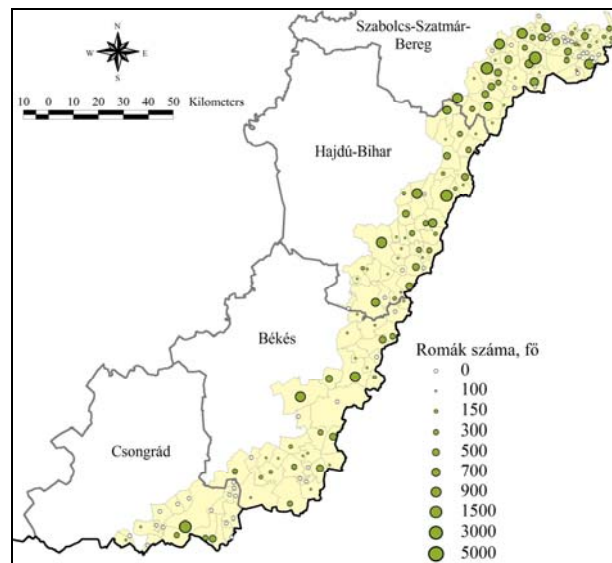 Szabolcs-Szatmár-
Bereg
N
W E
S
10 0 10 20 30 40 50 Kilometers
Hajdú-Bihar
Békés
Csongrád
Romák száma, fő
0
100
150
300
500
700
900
1500
3000
5000